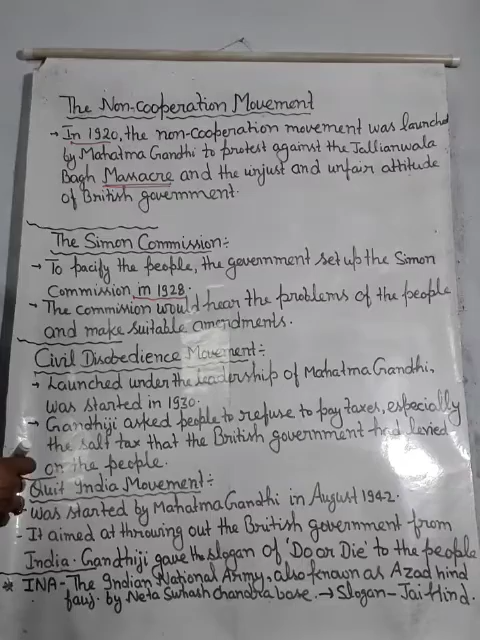 The Non-cooperation Movement
→ In 1920, the non-cooperation movement was launched
by Mahatma Gandhi to protest against the Jallianwala
Bagh Massacre and the unjust and unfair attitude
of British government.
The Simon Commission:-
→ To pacify the people, the government set up the Simon
Commission in 1928.
→ The commission would hear the problems of the people
and make suitable amendments.
Civil Disobedience Movement:-
→ Launched under the leadership of Mahatma Gandhi,
was started in 1930.
→ Gandhiji asked people to refuse to pay taxes, especially
the salt tax that the British government had levied
on the people.
Quit India Movement:-
- was started by Mahatma Gandhi in August 1942.
- It aimed at throwing out the British government from
India. Gandhiji gave the slogan of 'Do or Die' to the people
* INA - The Indian National Army, also known as Azad hind
fauj. by Neta Suhash chandra bose. → Slogan - Jai Hind.